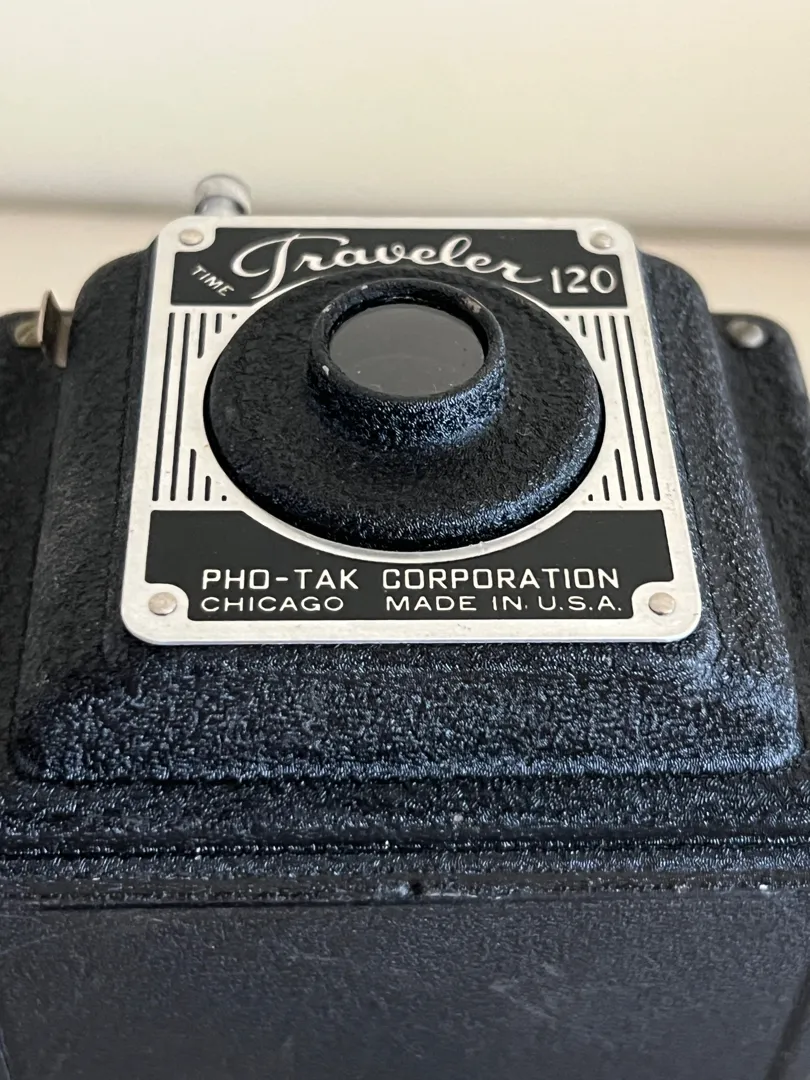 TIME Traveler 120
PHO-TAK CORPORATION
CHICAGO MADE IN U.S.A.